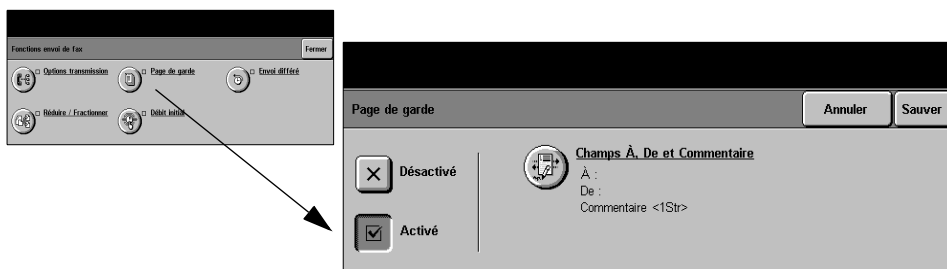 Fonctions envoi de fax
Fermer
Options transmission
Page de garde
Envoi différé
Réduire / Fractionner
Débit initial
Page de garde
Annuler
Sauver
Désactivé
Activé
Champs À, De et Commentaire
À :
De :
Commentaire <1Str>